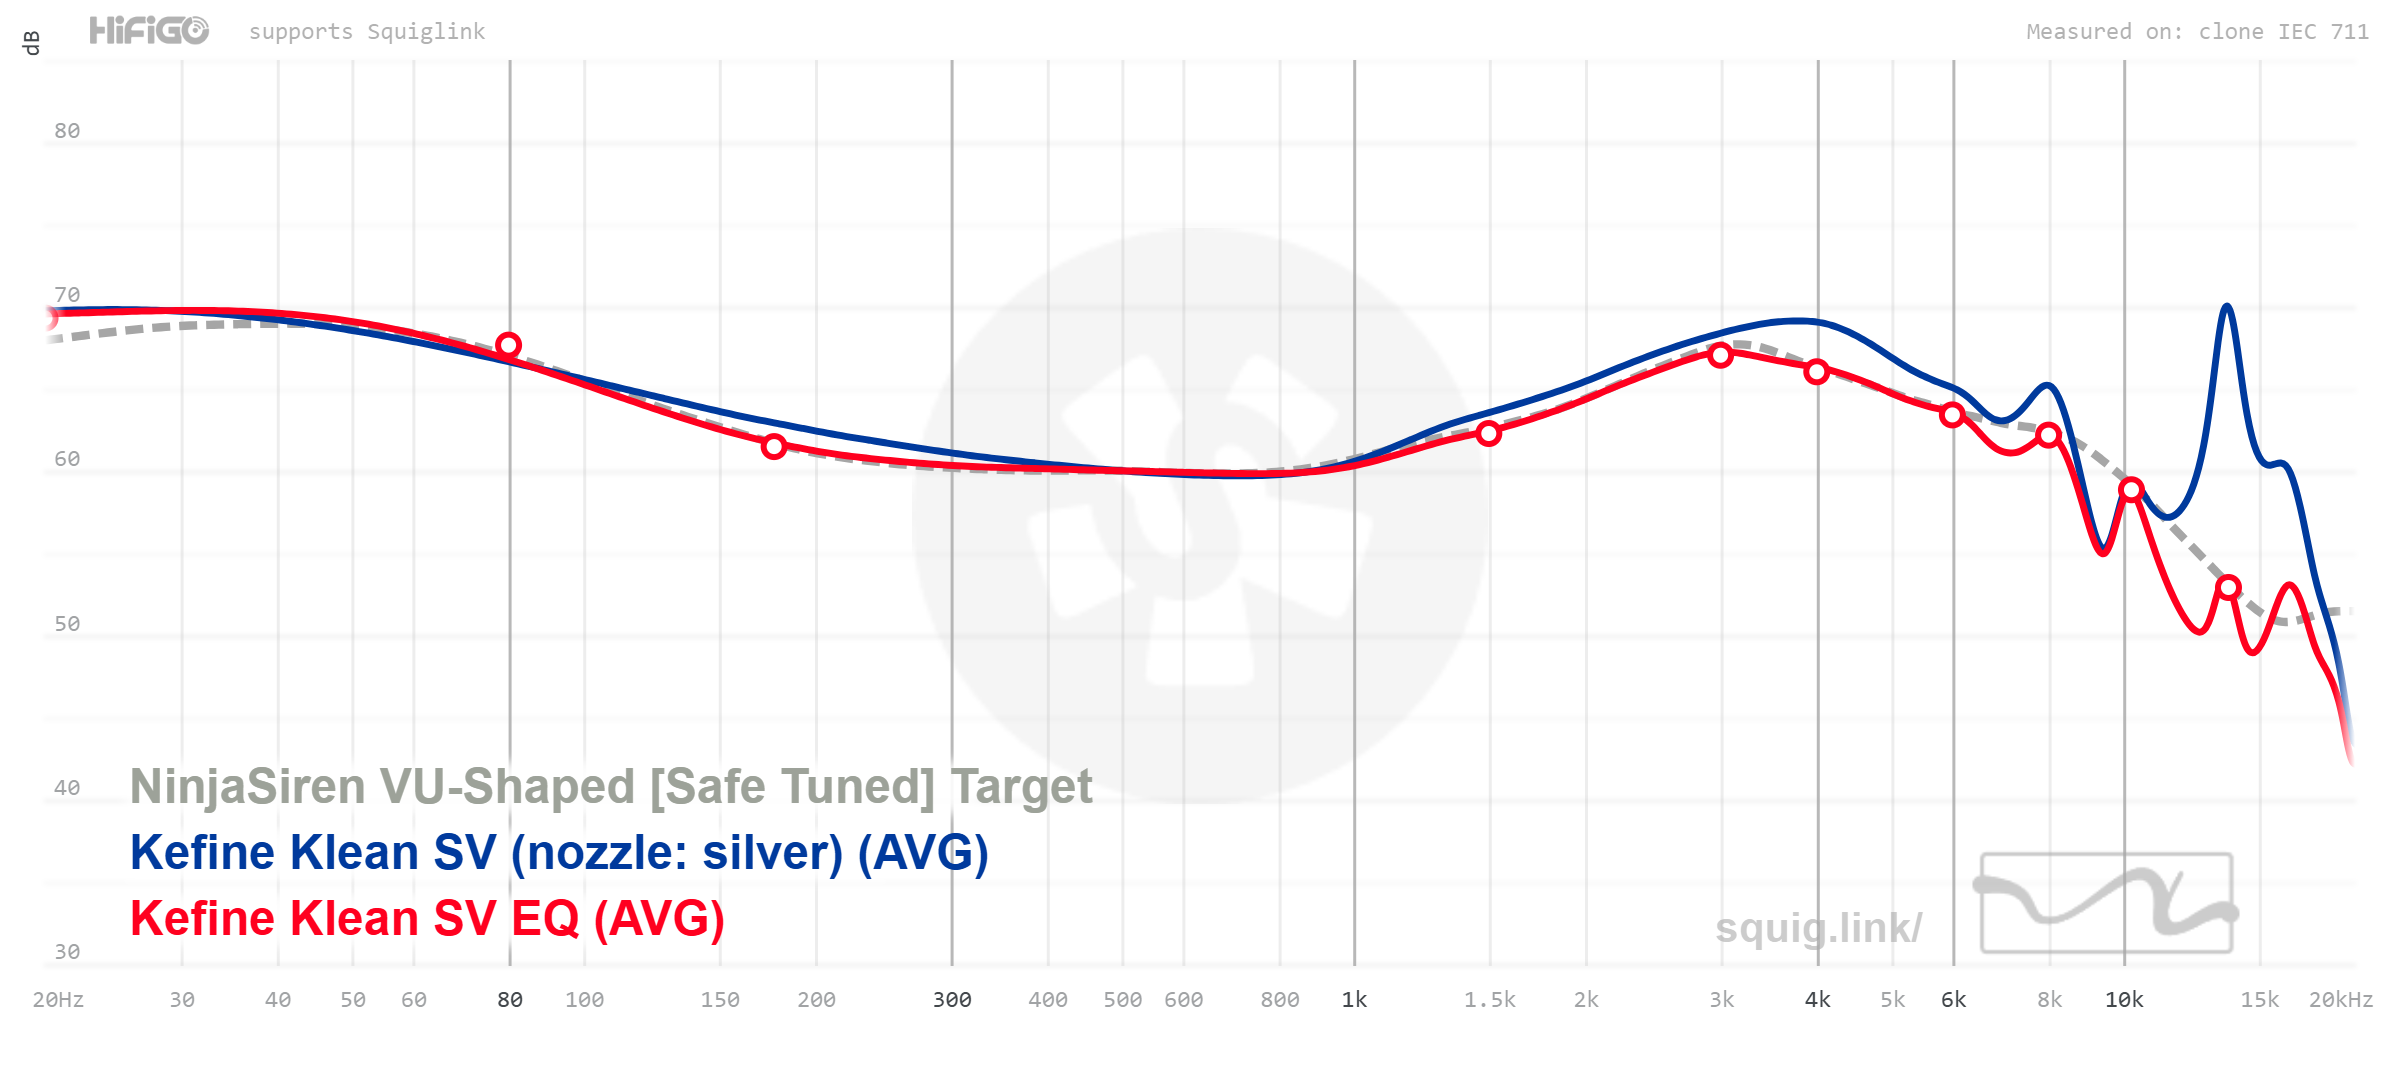 dB
HiFiGO supports Squiglink
Measured on: clone IEC 711
80
70
60
50
40
30
NinjaSiren VU-Shaped [Safe Tuned] Target
Kefine Klean SV (nozzle: silver) (AVG)
Kefine Klean SV EQ (AVG)
squig.link/
20Hz 30 40 50 60 80 100 150 200 300 400 500 600 800 1k 1.5k 2k 3k 4k 5k 6k 8k 10k 15k 20kHz